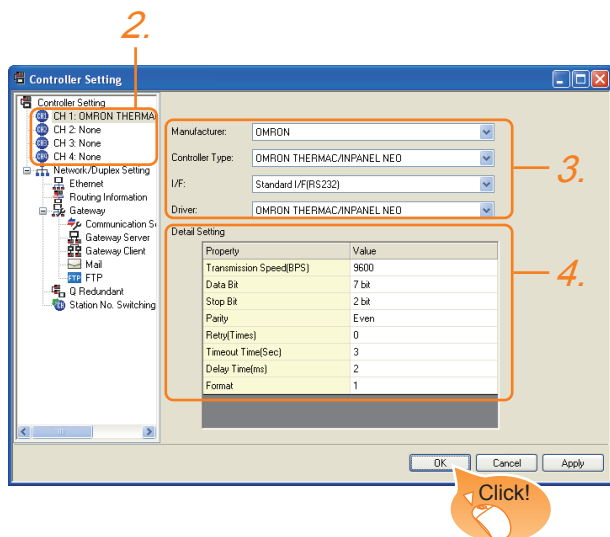 2.
Controller Setting
Controller Setting
CH 1: OMRON THERMA
CH 2: None
CH 3: None
CH 4: None
Network/Duplex Setting
Ethernet
Routing Information
Gateway
Communication S
Gateway Server
Gateway Client
Mail
FTP FTP
Q Redundant
Station No. Switching
Manufacturer: OMRON
Controller Type: OMRON THERMAC/INPANEL NEO
I/F: Standard I/F(RS232)
Driver: OMRON THERMAC/INPANEL NEO
3.
Detail Setting
Property Value
Transmission Speed(BPS) 9600
Data Bit 7 bit
Stop Bit 2 bit
Parity Even
Retry(Times) 0
Timeout Time(Sec) 3
Delay Time(ms) 2
Format 1
4.
OK Cancel Apply
Click!